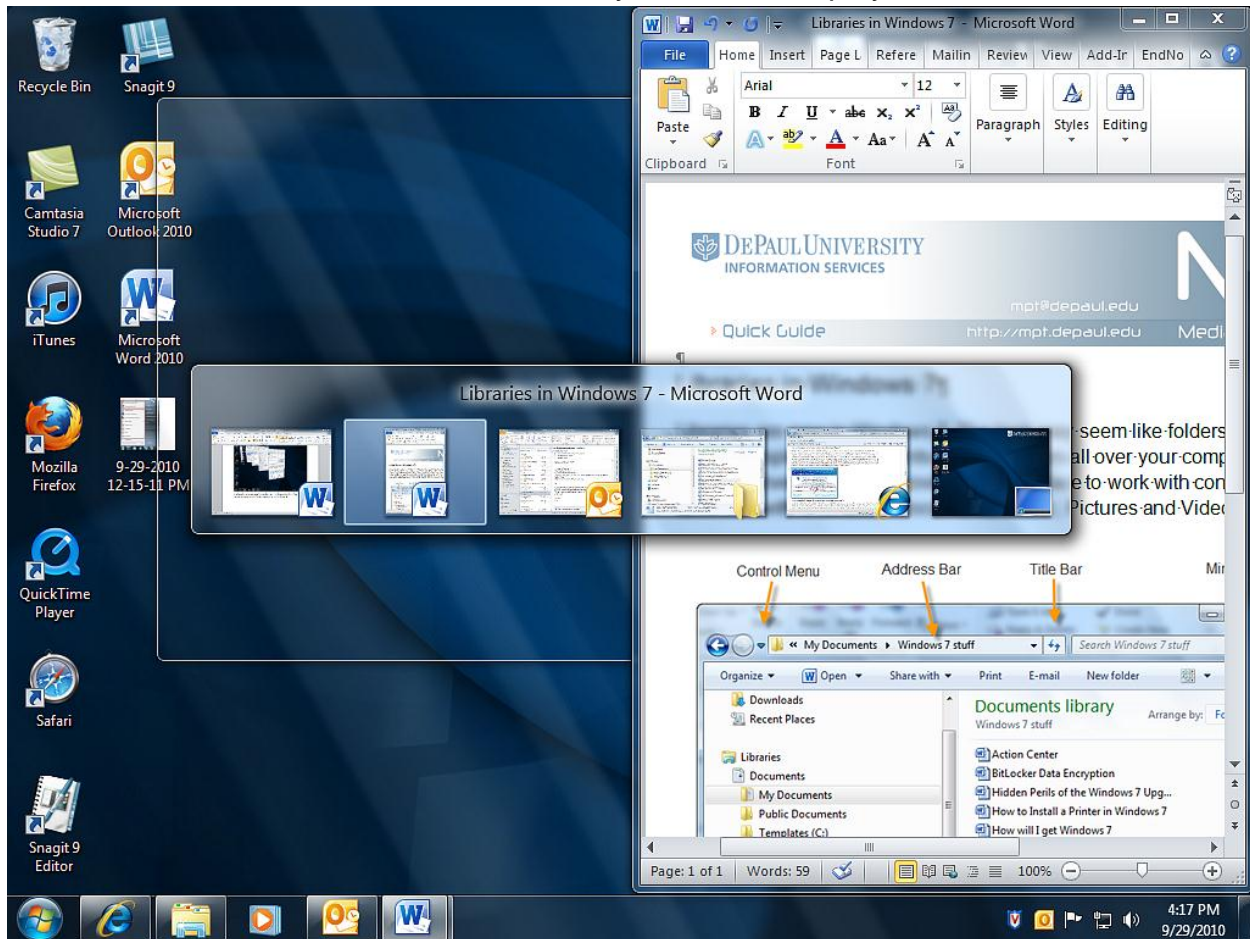 Recycle Bin
Snagit 9
Camtasia
Studio 7
Microsoft
Outlook 2010
iTunes
Microsoft
Word 2010
Mozilla
Firefox
9-29-2010
12-15-11 PM
QuickTime
Player
Safari
Snagit 9
Editor
Libraries in Windows 7 - Microsoft Word
File Home Insert Page L Refere Mailin Review View Add-Ir EndNo
Paste
Clipboard
Arial 12
B I U abc X₂ X²
Aa A A
Font
Paragraph
Styles
Editing
DEPAUL UNIVERSITY
INFORMATION SERVICES
N
mpt@depaul.edu
Quick Guide http://mpt.depaul.edu Medi
¶
Libraries in Windows 7 - Microsoft Word
seem·like·folders
all·over·your·comp
e·to·work·with·con
Pictures·and·Video
Control Menu Address Bar Title Bar Mi
« My Documents ▸ Windows 7 stuff Search Windows 7 stuff
Organize Open Share with Print E-mail New folder
Downloads
Recent Places
Libraries
Documents
My Documents
Public Documents
Templates (C:)
Documents library
Windows 7 stuff
Arrange by: Fo
Action Center
BitLocker Data Encryption
Hidden Perils of the Windows 7 Upg...
How to Install a Printer in Windows 7
How will I get Windows 7
Page: 1 of 1 Words: 59 100%
4:17 PM
9/29/2010